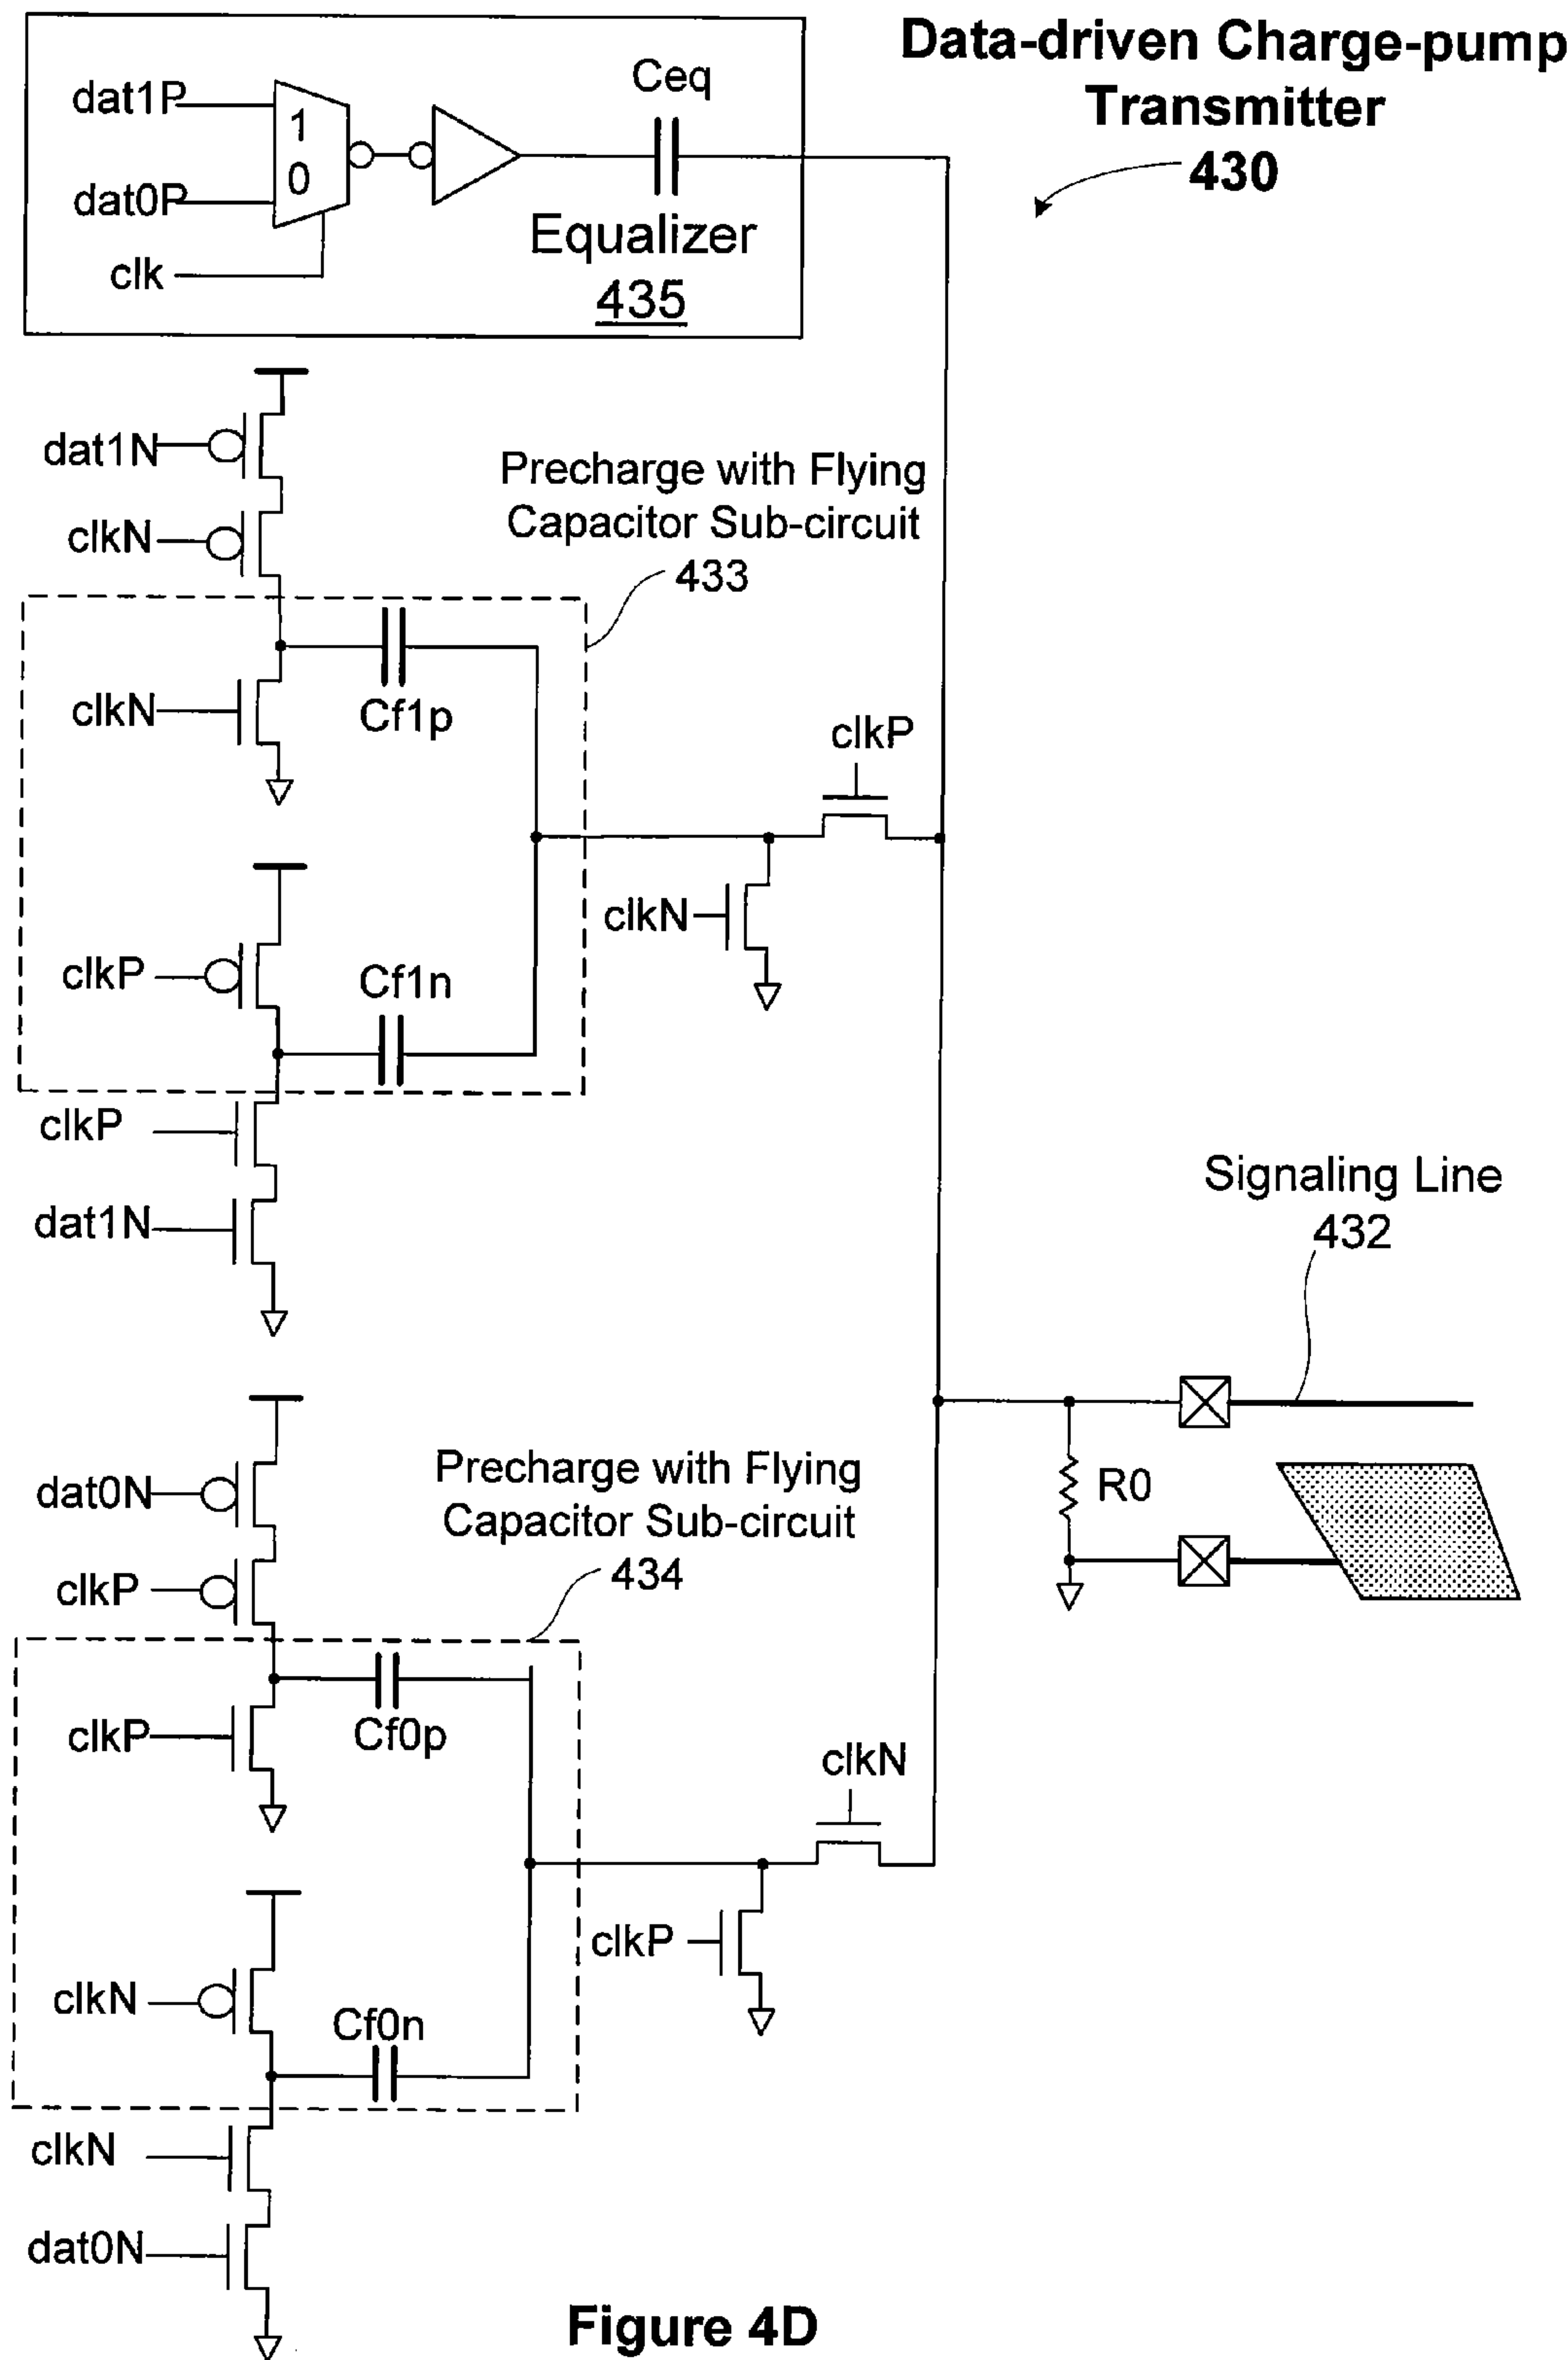 Data-driven Charge-pump
Transmitter
430
dat1P
1
0
dat0P
clk
Ceq
Equalizer
435
dat1N
clkN
Precharge with Flying
Capacitor Sub-circuit
433
clkN
Cf1p
clkP
clkN
clkP
Cf1n
clkP
dat1N
Signaling Line
432
dat0N
clkP
Precharge with Flying
Capacitor Sub-circuit
434
R0
clkP
Cf0p
clkN
clkP
clkN
Cf0n
clkN
dat0N
Figure 4D